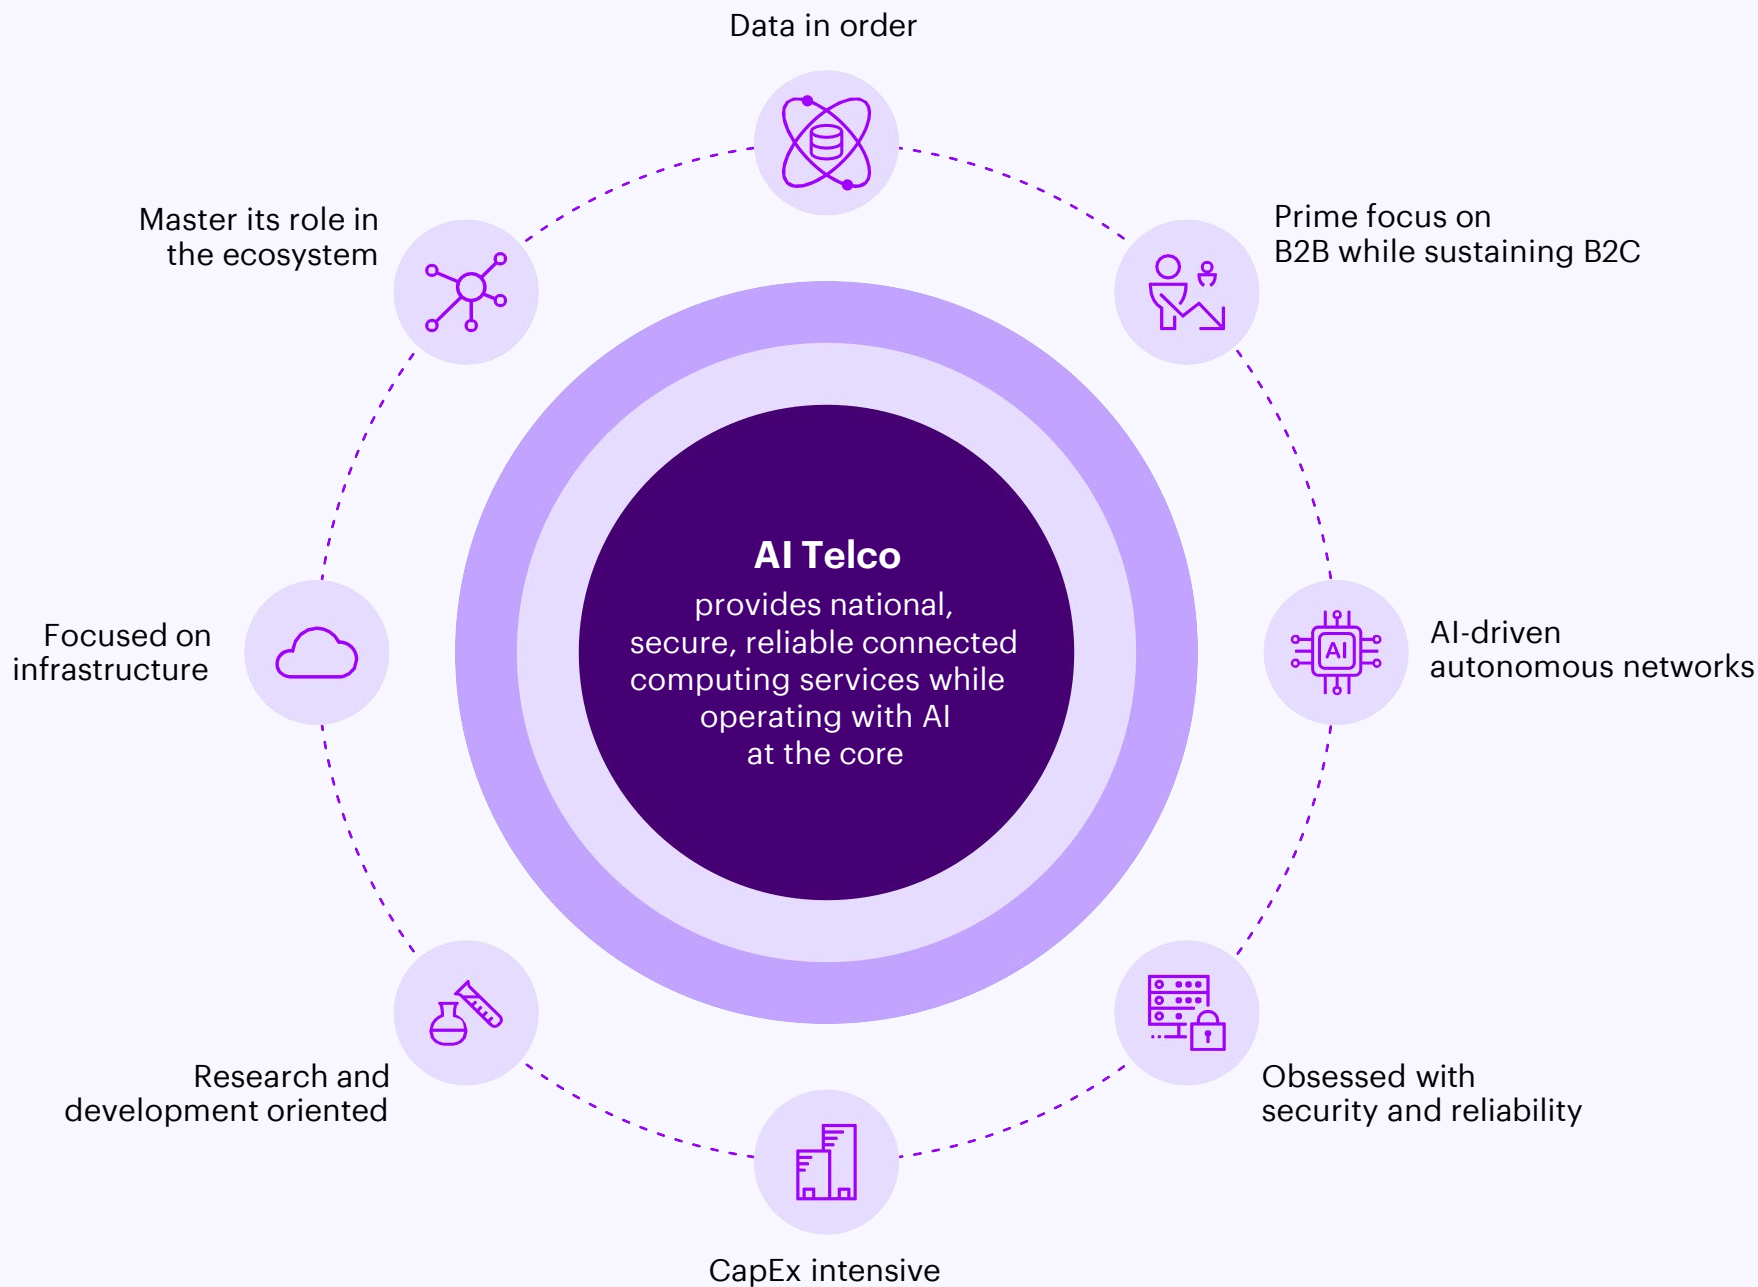 Data in order
Master its role in
the ecosystem
Prime focus on
B2B while sustaining B2C
AI Telco
provides national,
secure, reliable connected
computing services while
operating with AI
at the core
Focused on
infrastructure
AI
AI-driven
autonomous networks
Research and
development oriented
Obsessed with
security and reliability
CapEx intensive